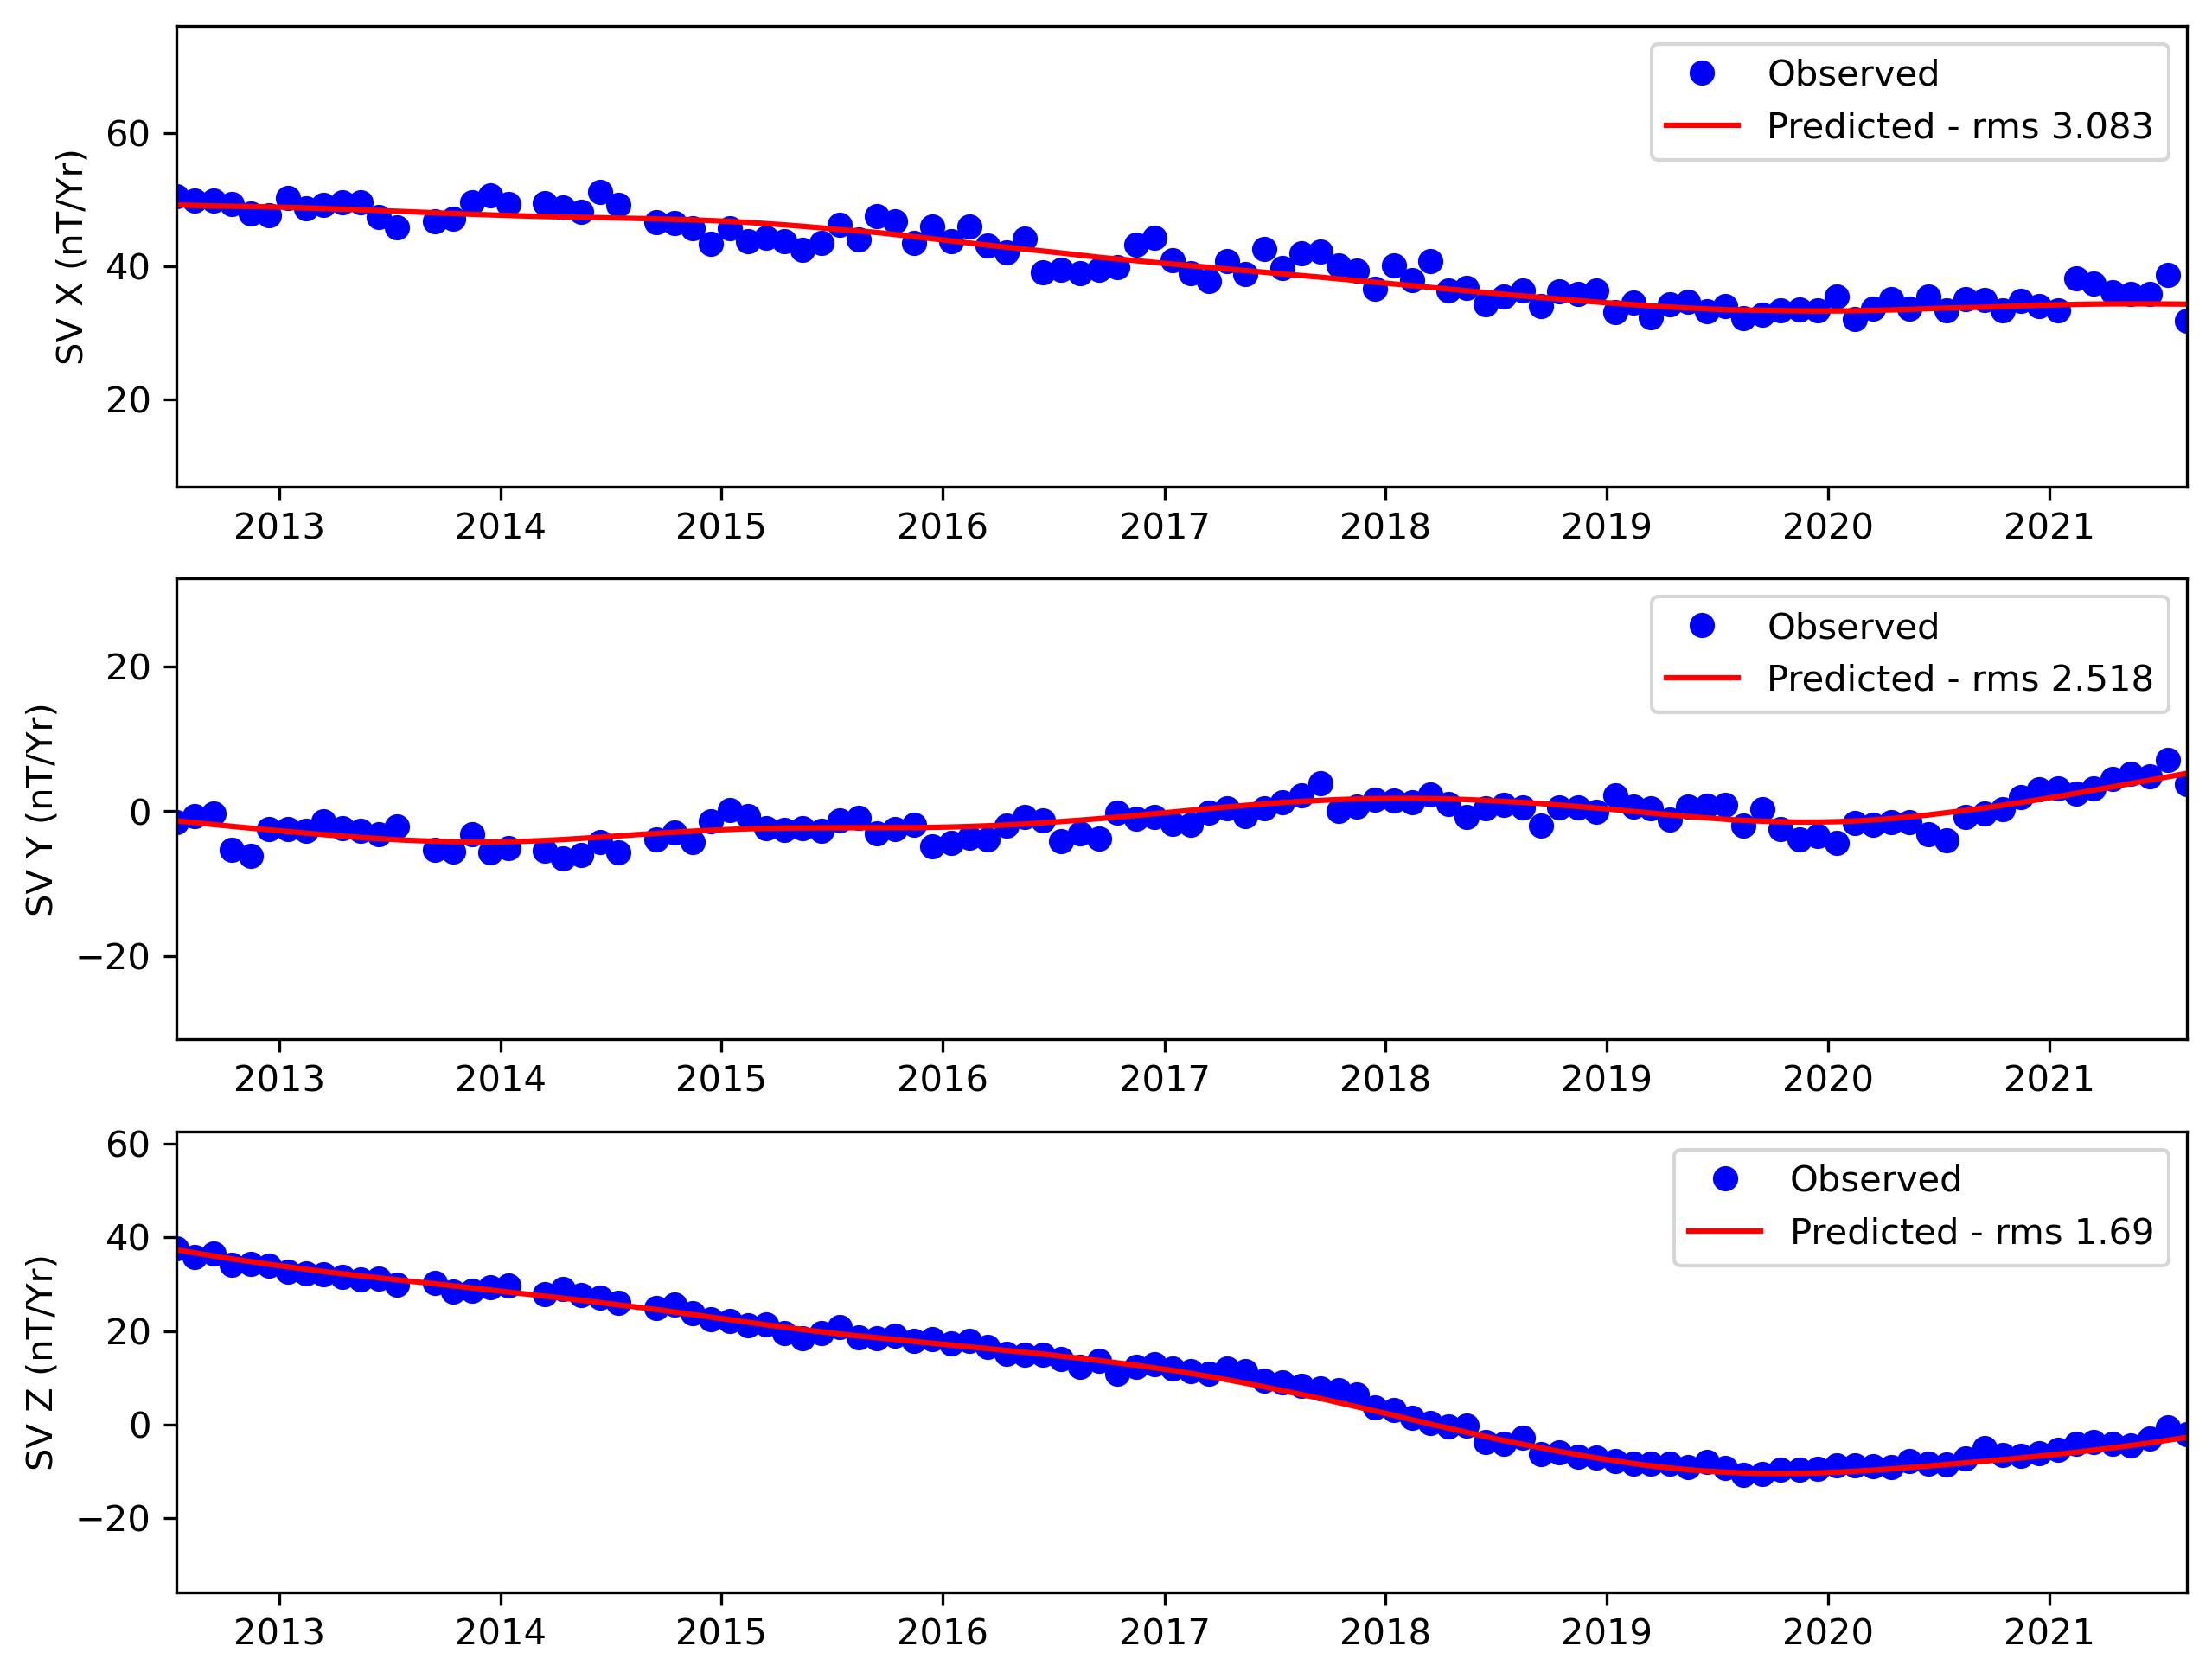 SV X (nT/Yr)
60
40
20
Observed
Predicted - rms 3.083
2013 2014 2015 2016 2017 2018 2019 2020 2021
SV Y (nT/Yr)
20
0
−20
Observed
Predicted - rms 2.518
2013 2014 2015 2016 2017 2018 2019 2020 2021
SV Z (nT/Yr)
60
40
20
0
−20
Observed
Predicted - rms 1.69
2013 2014 2015 2016 2017 2018 2019 2020 2021